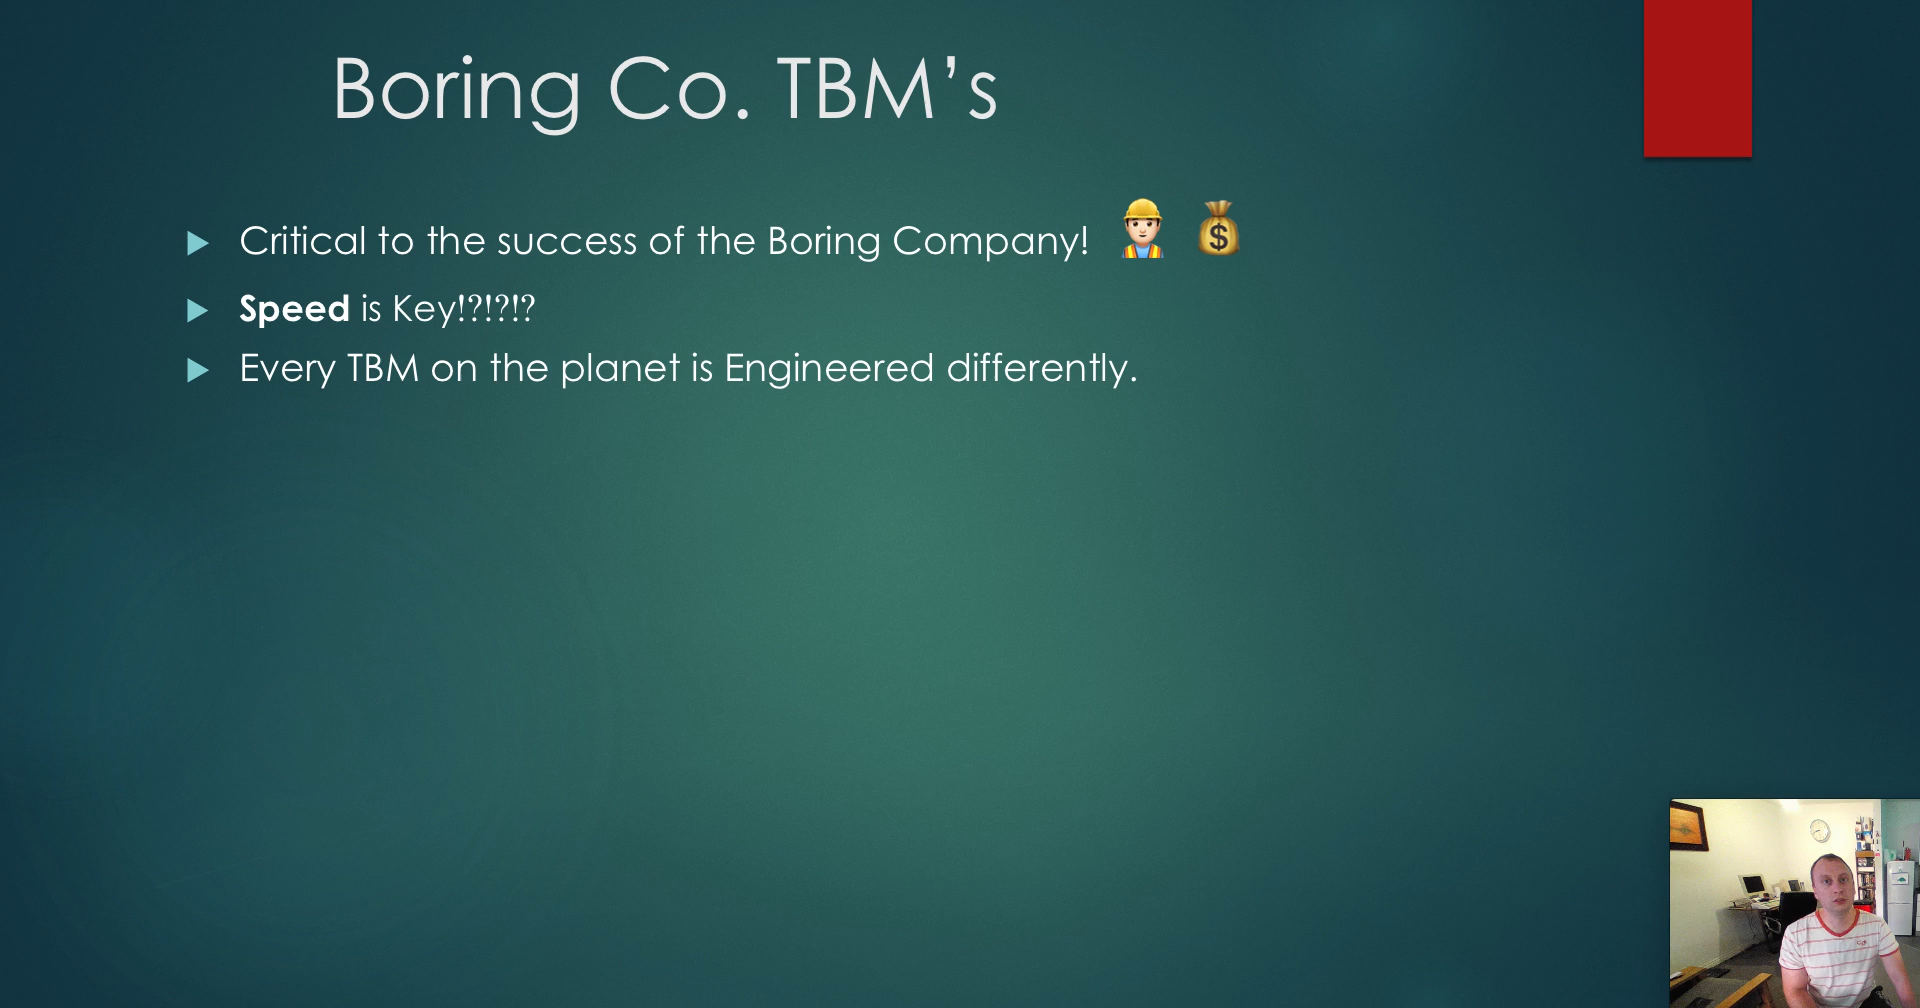 Boring Co. TBM’s
Critical to the success of the Boring Company! 👷🏻‍♂️ 💰
Speed is Key!?!?!?
Every TBM on the planet is Engineered differently.